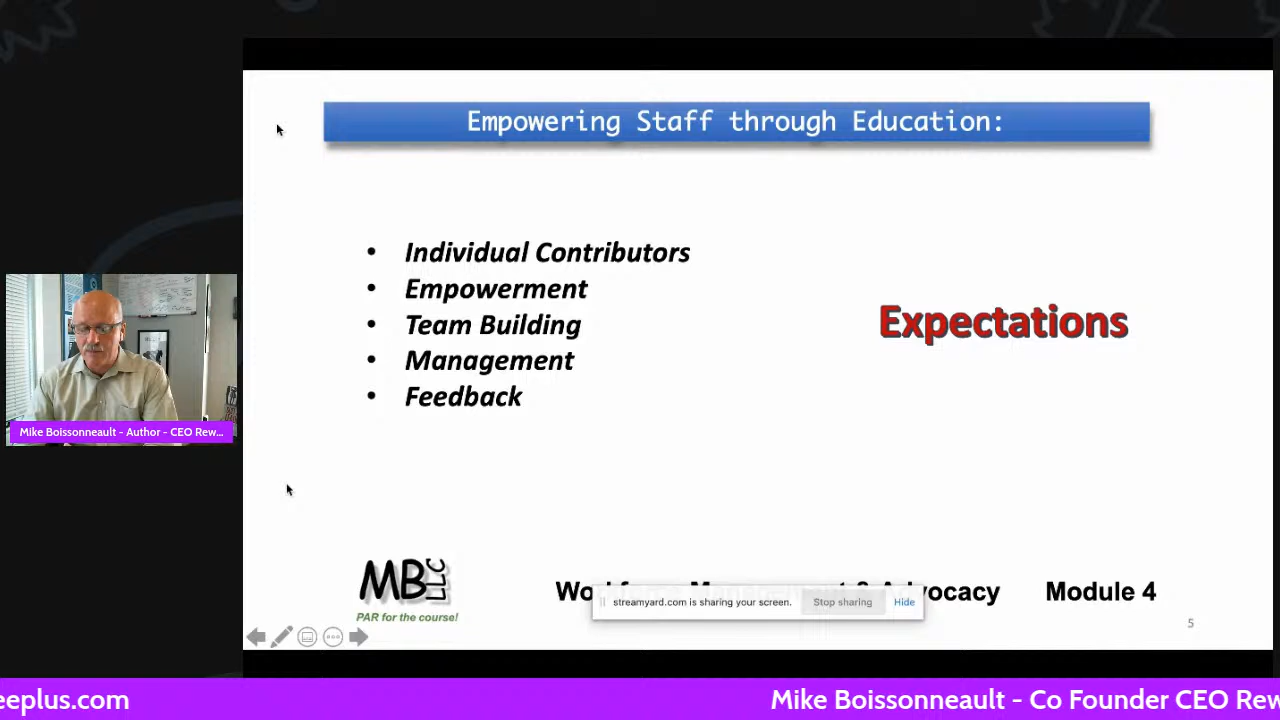 Empowering Staff through Education:
• Individual Contributors
• Empowerment
• Team Building
• Management
• Feedback
Expectations
Mike Boissonneault - Author - CEO Rew...
MB LLC
PAR for the course!
& Advocacy
Module 4
streamyard.com is sharing your screen.
Stop sharing
Hide
5
eeplus.com
Mike Boissonneault - Co Founder CEO Rew